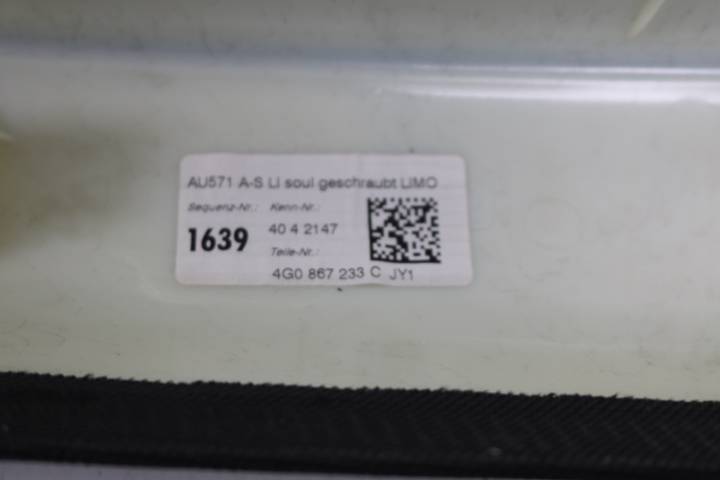 AU571 A-S LI soul geschraubt LIMO
Sequenz-Nr.: Kenn-Nr.:
1639 40 4 2147
Teile-Nr.:
4G0 867 233 C JY1